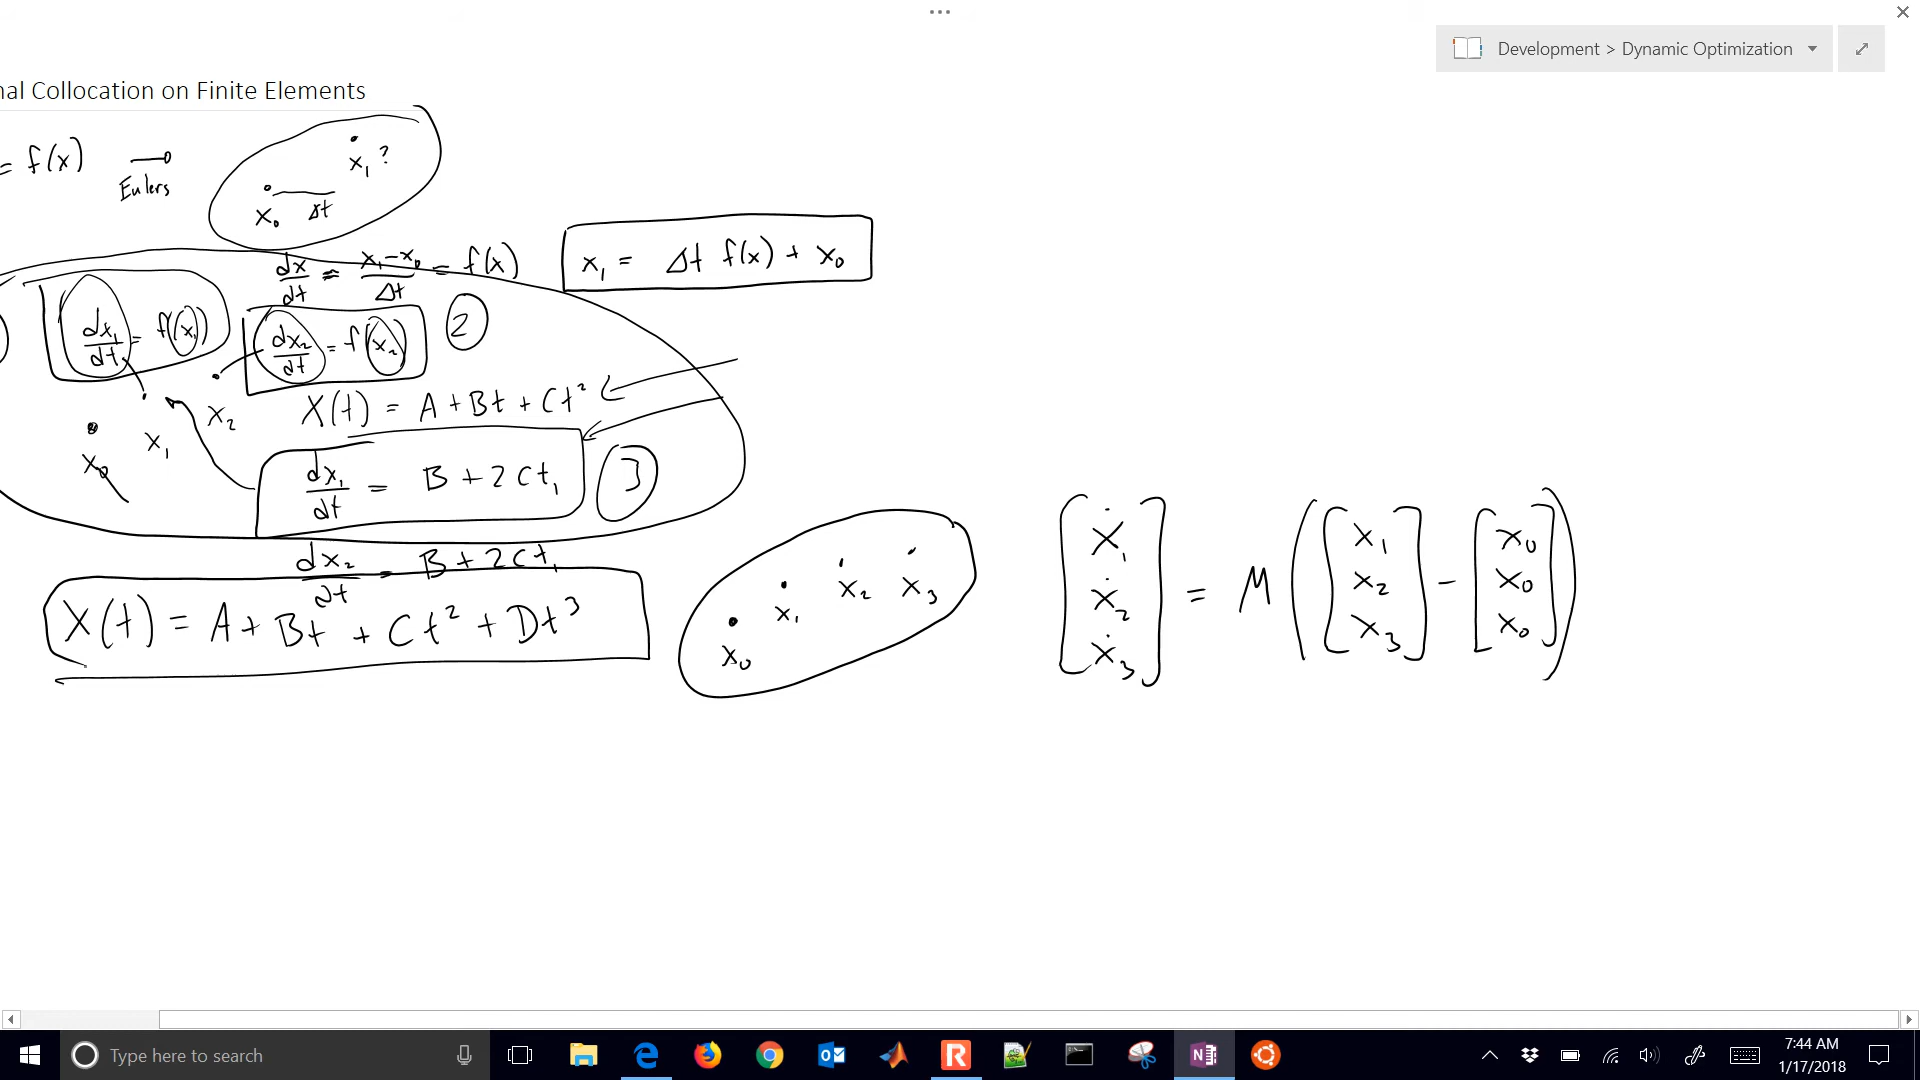 Development > Dynamic Optimization
nal Collocation on Finite Elements
= f(x) Eulers
x₁?
x₀ Δt
dx/dt ≈ (x₁-x₀)/Δt = f(x)
x₁ = Δt f(x) + x₀
dx₁/dt = f(x₁)
dx₂/dt = f(x₂) 2
x₀ x₁ x₂
X(t) = A + Bt + Ct²
dx₁/dt = B + 2Ct₁ 3
dx₂/dt = B + 2Ct₁
X(t) = A + Bt + Ct² + Dt³
x₀ x₁ x₂ x₃
[ẋ₁ ẋ₂ ẋ₃] = M([x₁ x₂ x₃] - [x₀ x₀ x₀])
Type here to search
7:44 AM
1/17/2018